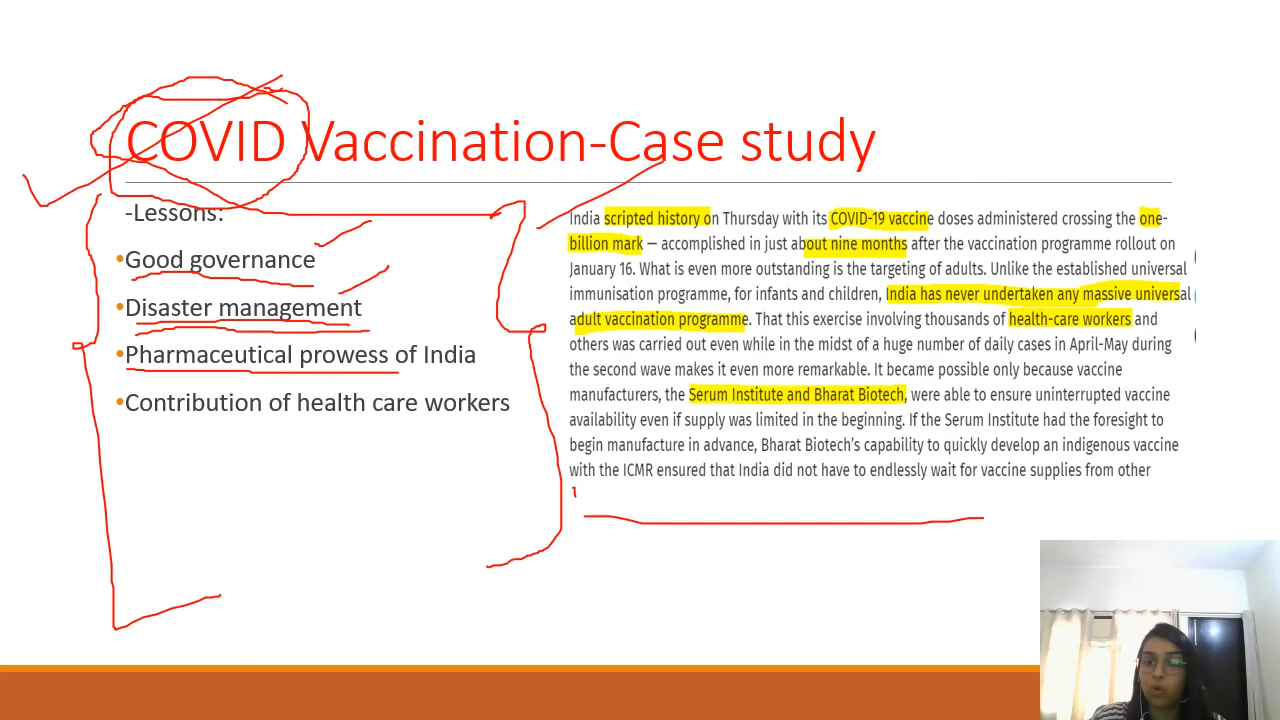 COVID Vaccination-Case study
-Lessons:
•Good governance
•Disaster management
•Pharmaceutical prowess of India
•Contribution of health care workers
India scripted history on Thursday with its COVID-19 vaccine doses administered crossing the one-
billion mark — accomplished in just about nine months after the vaccination programme rollout on
January 16. What is even more outstanding is the targeting of adults. Unlike the established universal
immunisation programme, for infants and children, India has never undertaken any massive universal
adult vaccination programme. That this exercise involving thousands of health-care workers and
others was carried out even while in the midst of a huge number of daily cases in April-May during
the second wave makes it even more remarkable. It became possible only because vaccine
manufacturers, the Serum Institute and Bharat Biotech, were able to ensure uninterrupted vaccine
availability even if supply was limited in the beginning. If the Serum Institute had the foresight to
begin manufacture in advance, Bharat Biotech’s capability to quickly develop an indigenous vaccine
with the ICMR ensured that India did not have to endlessly wait for vaccine supplies from other